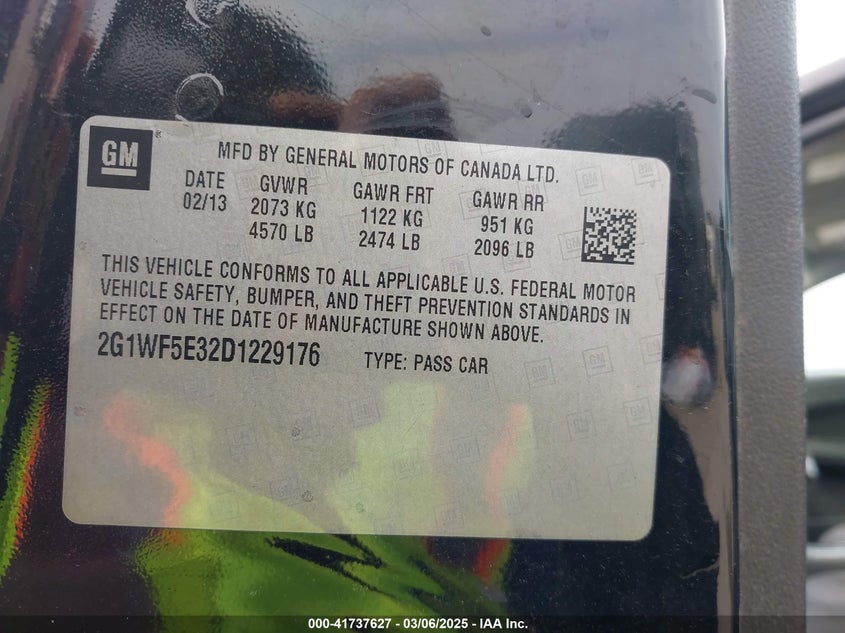 GM
MFD BY GENERAL MOTORS OF CANADA LTD.
DATE GVWR GAWR FRT GAWR RR
02/13 2073 KG 1122 KG 951 KG
4570 LB 2474 LB 2096 LB
THIS VEHICLE CONFORMS TO ALL APPLICABLE U.S. FEDERAL MOTOR
VEHICLE SAFETY, BUMPER, AND THEFT PREVENTION STANDARDS IN
EFFECT ON THE DATE OF MANUFACTURE SHOWN ABOVE.
2G1WF5E32D1229176 TYPE: PASS CAR
000-41737627 - 03/06/2025 - IAA Inc.